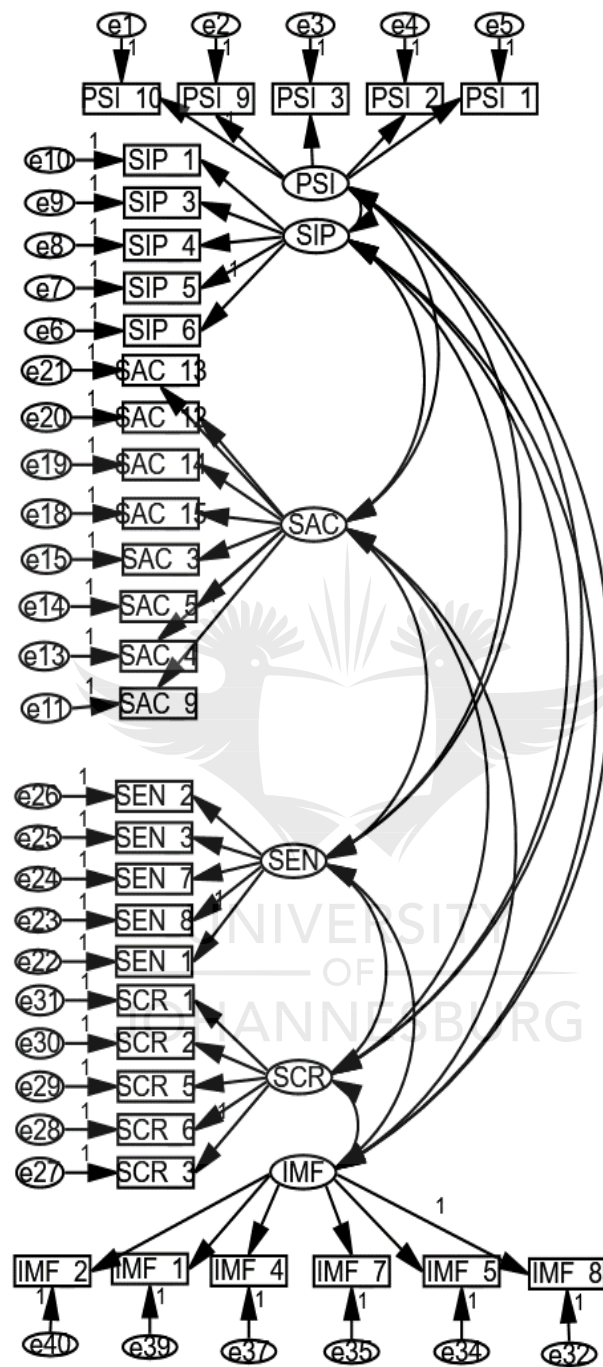 e1 e2 e3 e4 e5
1 1 1 1 1
PSI 10 PSI 9 PSI 3 PSI 2 PSI 1
1
PSI
e10 1 SIP 1
e9 1 SIP 3
SIP
e8 1 SIP 4
e7 1 SIP 5 1
e6 1 SIP 6
e21 1 SAC 13
e20 1 SAC 12
e19 1 SAC 14
e18 1 SAC 15
SAC
e15 1 SAC 3
e14 1 SAC 5
e13 1 SAC 4
e11 1 SAC 9
e26 1 SEN 2
e25 1 SEN 3
SEN
e24 1 SEN 7
e23 1 SEN 8 1
e22 1 SEN 1
UNIVERSITY
OF
JOHANNESBURG
e31 1 SCR 1
e30 1 SCR 2
SCR
e29 1 SCR 5
e28 1 SCR 6 1
e27 1 SCR 3
IMF
1
IMF 2 IMF 1 IMF 4 IMF 7 IMF 5 IMF 8
1 1 1 1 1 1
e40 e39 e37 e35 e34 e32